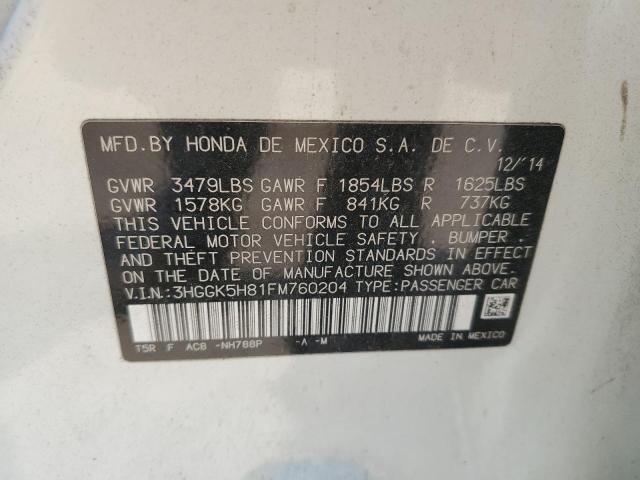 MFD.BY HONDA DE MEXICO S.A. DE C.V.
12/'14
GVWR 3479LBS GAWR F 1854LBS R 1625LBS
GVWR 1578KG GAWR F 841KG R 737KG
THIS VEHICLE CONFORMS TO ALL APPLICABLE
FEDERAL MOTOR VEHICLE SAFETY , BUMPER ,
AND THEFT PREVENTION STANDARDS IN EFFECT
ON THE DATE OF MANUFACTURE SHOWN ABOVE.
V.I.N.:3HGGK5H81FM760204 TYPE:PASSENGER CAR
T5R F AC8 -NH788P -A -M
MADE IN MEXICO